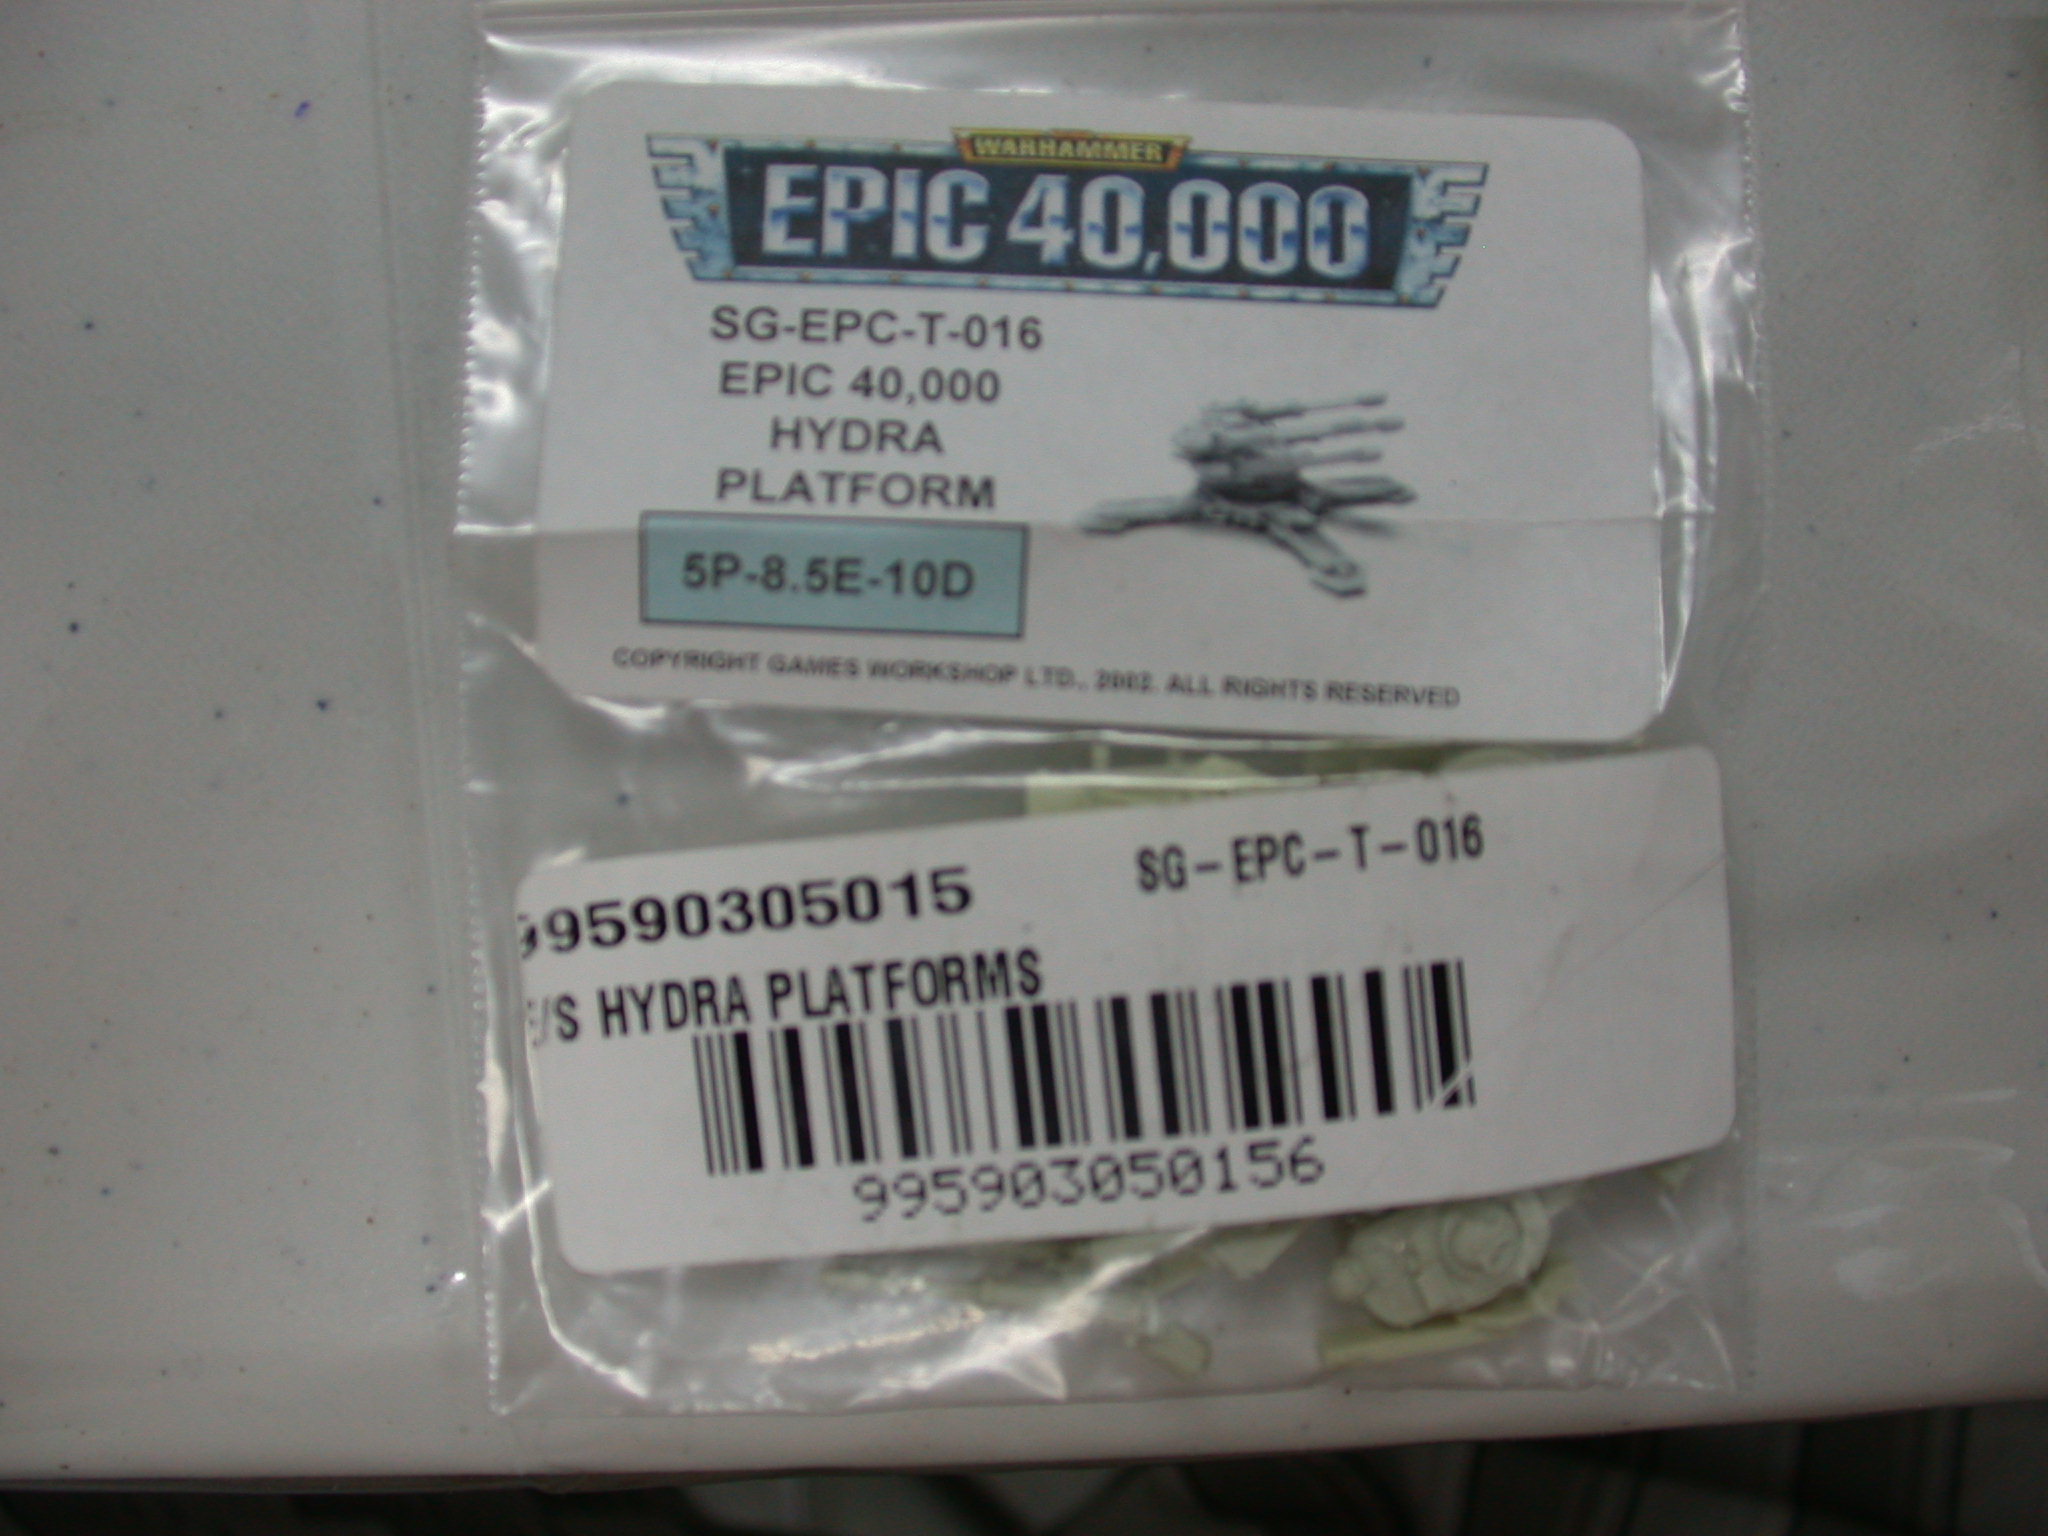 WARHAMMER
EPIC 40,000
SG-EPC-T-016
EPIC 40,000
HYDRA
PLATFORM
5P-8.5E-10D
COPYRIGHT GAMES WORKSHOP LTD., 2002. ALL RIGHTS RESERVED
99590305015
SG-EPC-T-016
/S HYDRA PLATFORMS
995903050156